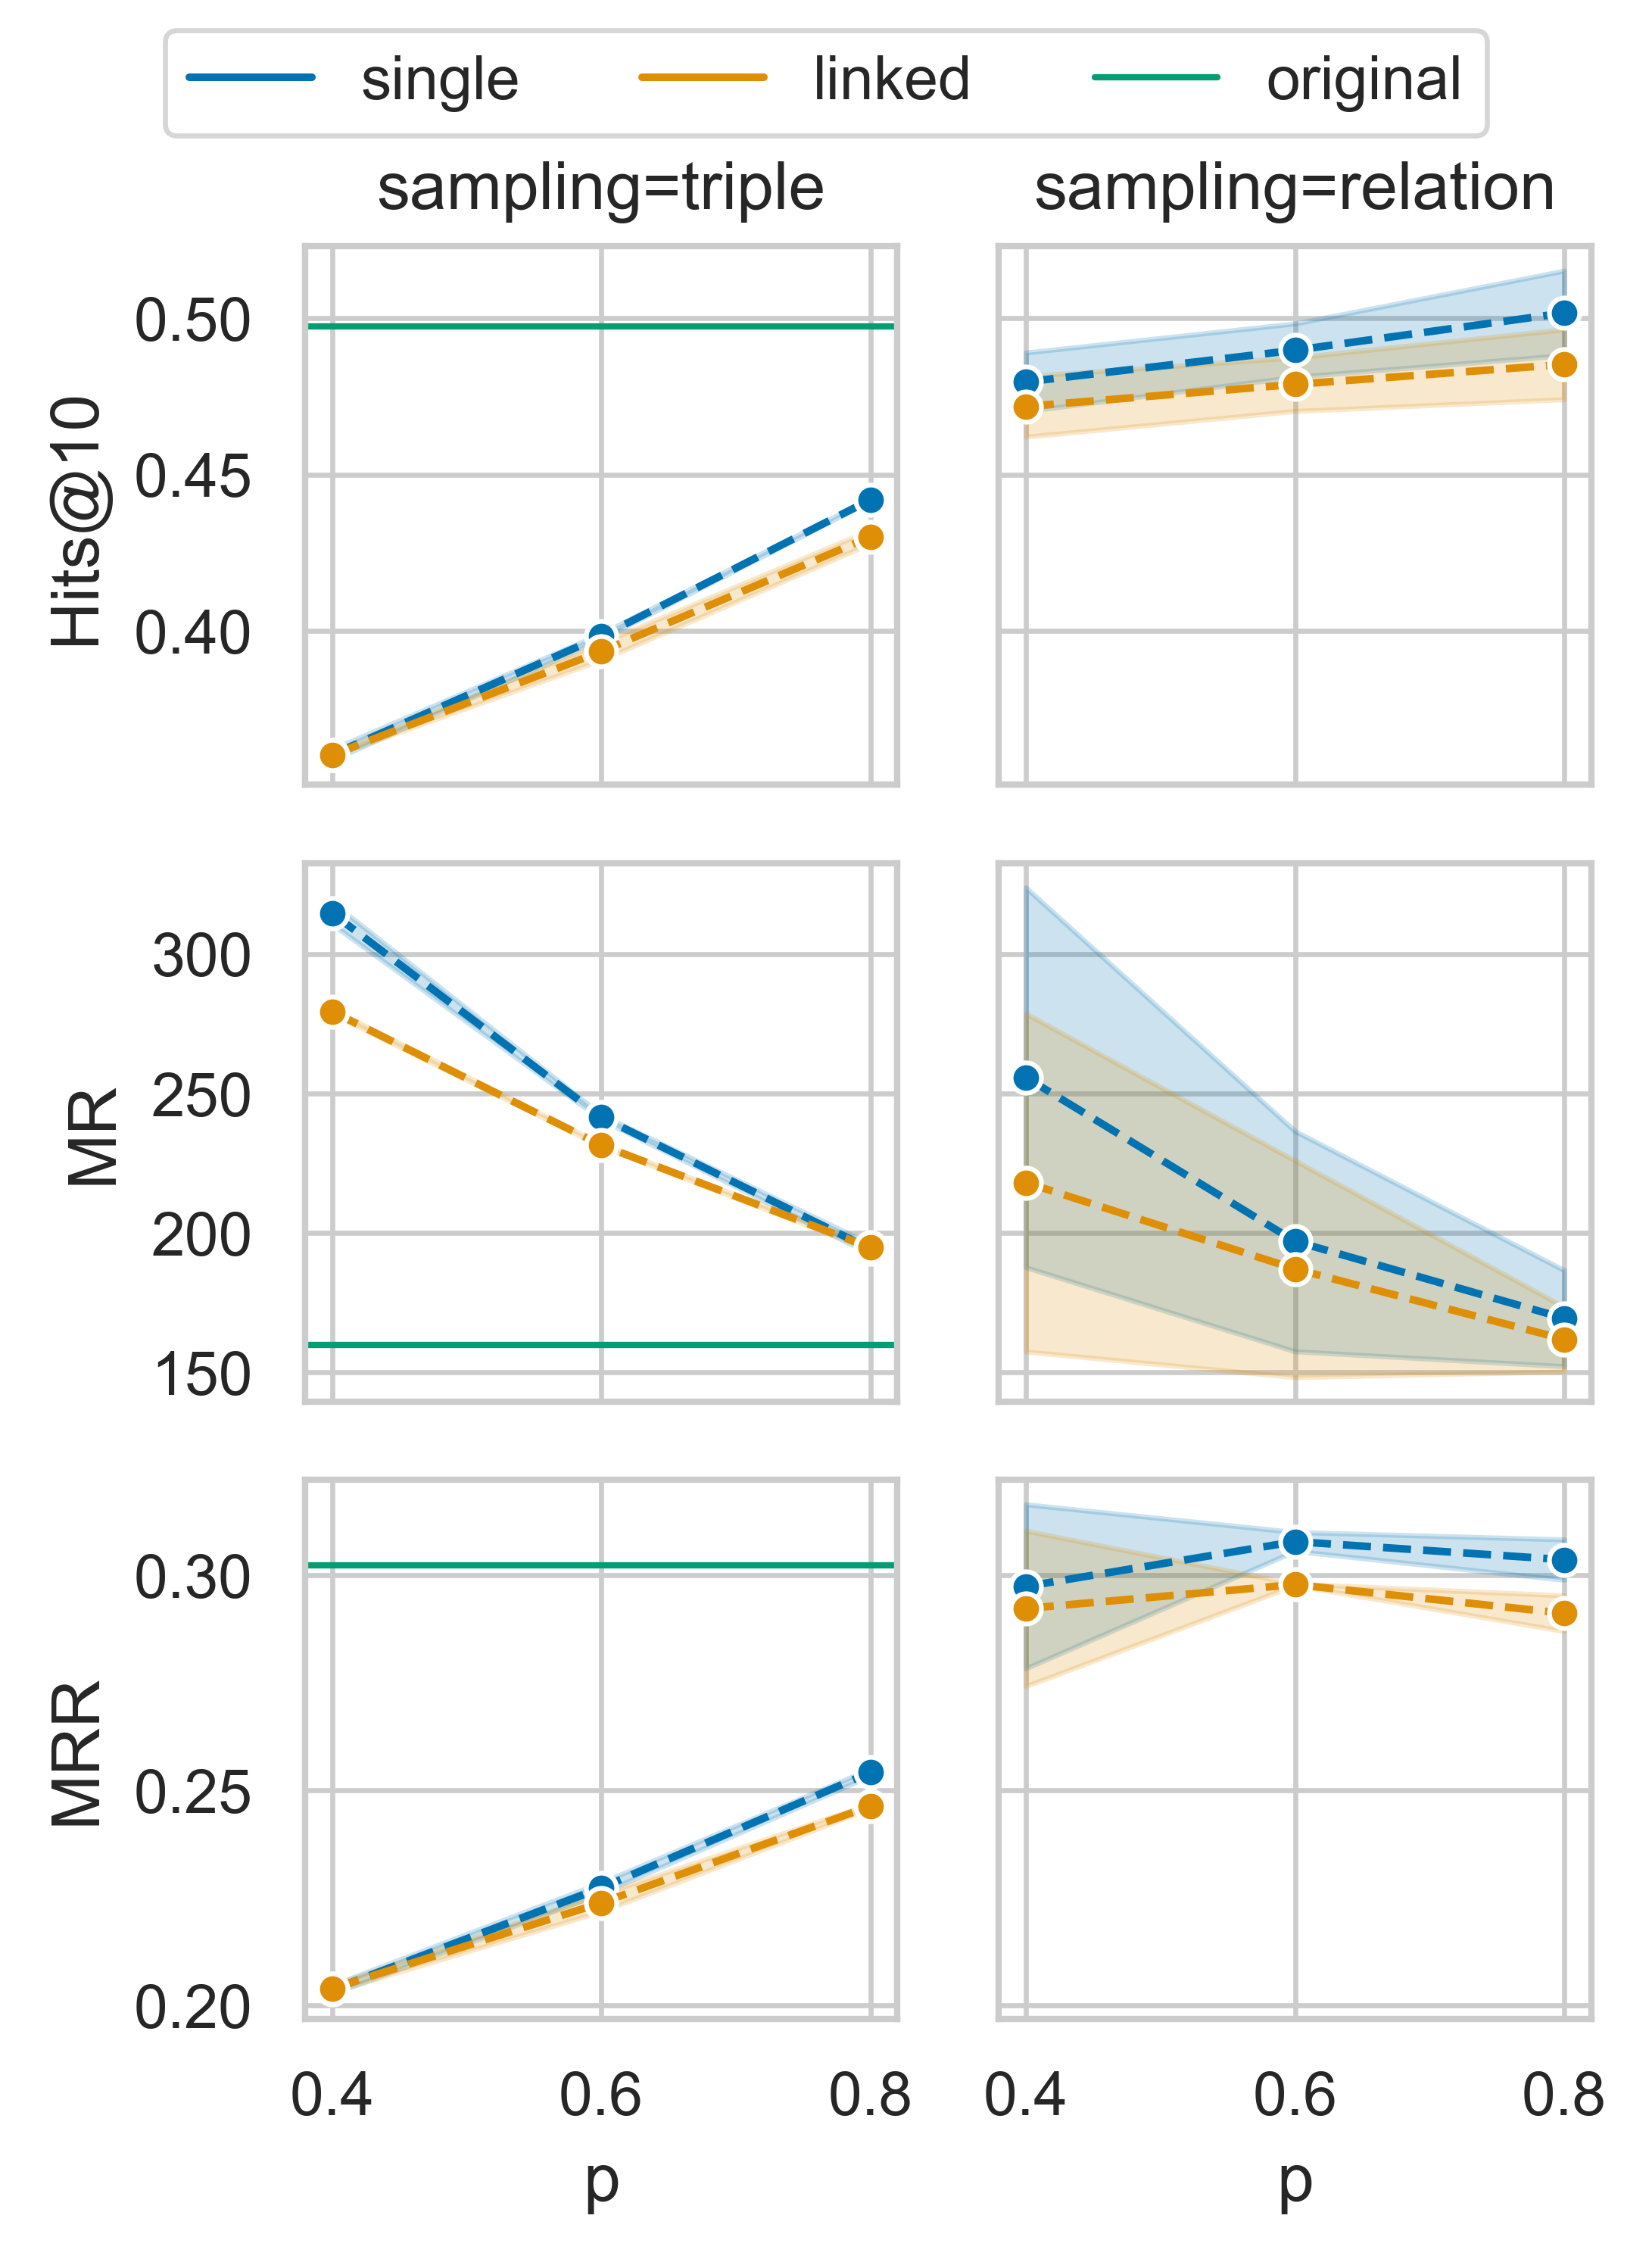 single linked original
sampling=triple sampling=relation
Hits@10
0.50
0.45
0.40
MR
300
250
200
150
MRR
0.30
0.25
0.20
0.4 0.6 0.8 0.4 0.6 0.8
p p